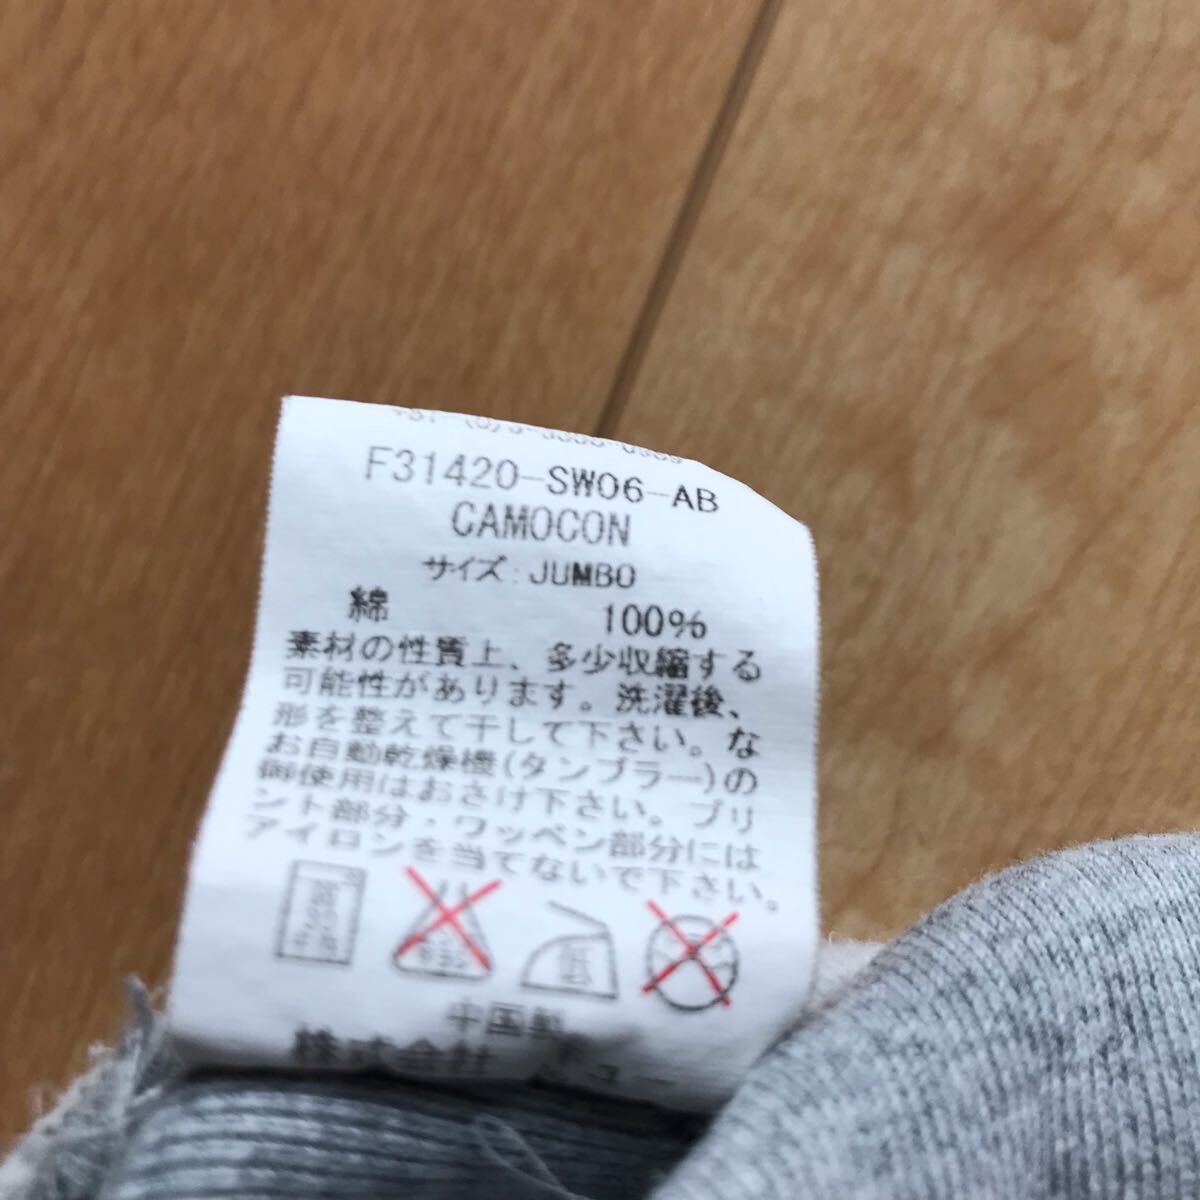 F31420-SW06-AB
CAMOCON
サイズ:JUMBO
綿 100%
素材の性質上、多少収縮する
可能性があります。洗濯後、
形を整えて干して下さい。な
お自動乾燥機(タンブラー)の
御使用はおさけ下さい。プリ
ント部分・ワッペン部分には
アイロンを当てないで下さい。
中国製
株式会社